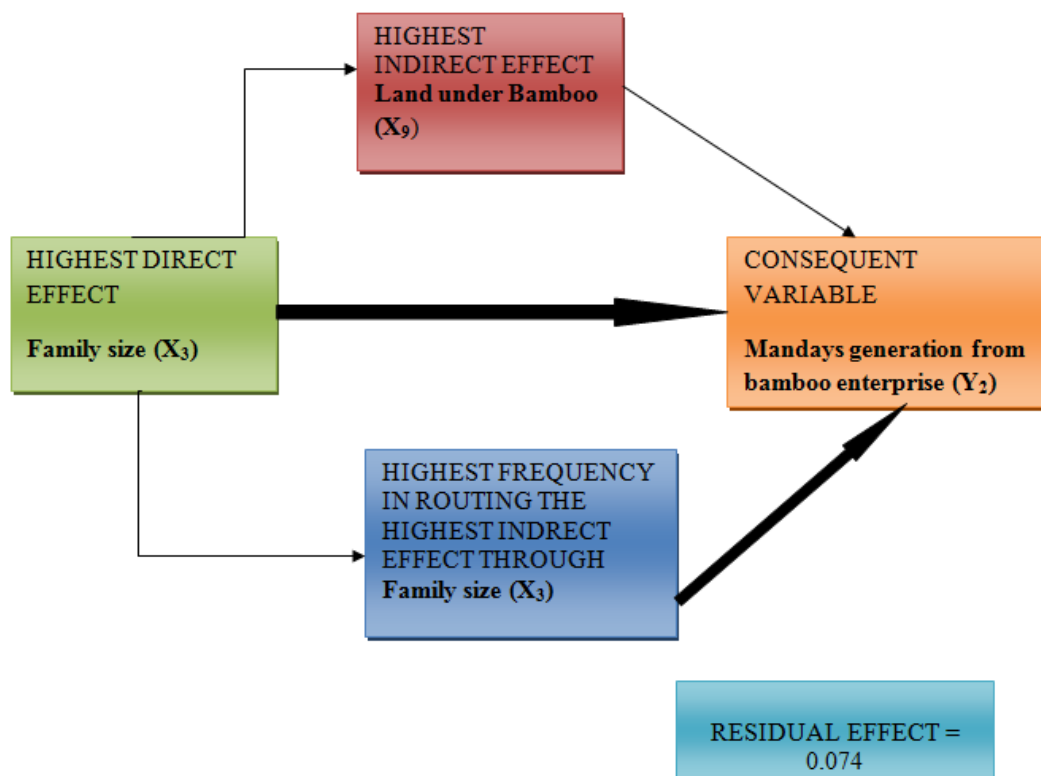 HIGHEST
INDIRECT EFFECT
Land under Bamboo
(X₉)
HIGHEST DIRECT
EFFECT
Family size (X₃)
CONSEQUENT
VARIABLE
Mandays generation from
bamboo enterprise (Y₂)
HIGHEST FREQUENCY
IN ROUTING THE
HIGHEST INDRECT
EFFECT THROUGH
Family size (X₃)
RESIDUAL EFFECT =
0.074